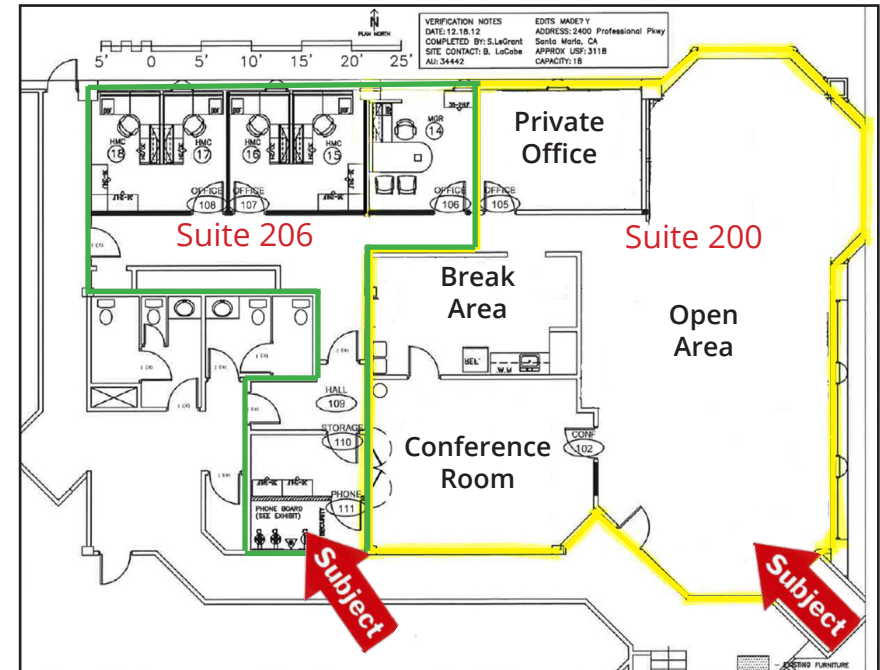 N
PLAN NORTH
5' 0 5' 10' 15' 20' 25'
VERIFICATION NOTES
DATE: 12.18.12
COMPLETED BY: S.LeGrant
SITE CONTACT: B. LaCabe
AU: 34442
EDITS MADE? Y
ADDRESS: 2400 Professional Pkwy
Santa Maria, CA
APPROX USF: 3118
CAPACITY: 18
HMC
18
HMC
17
HMC
16
HMC
15
MGR
14
Private
Office
OFFICE
108
OFFICE
107
OFFICE
106
OFFICE
105
Suite 206
Suite 200
Break
Area
Open
Area
REF.
W.M
HALL
109
STORAGE
110
Conference
Room
CONF
102
PHONE
111
PHONE BOARD
(SEE EXHIBIT)
SECURITY
Subject
Subject
EXISTING FURNITURE